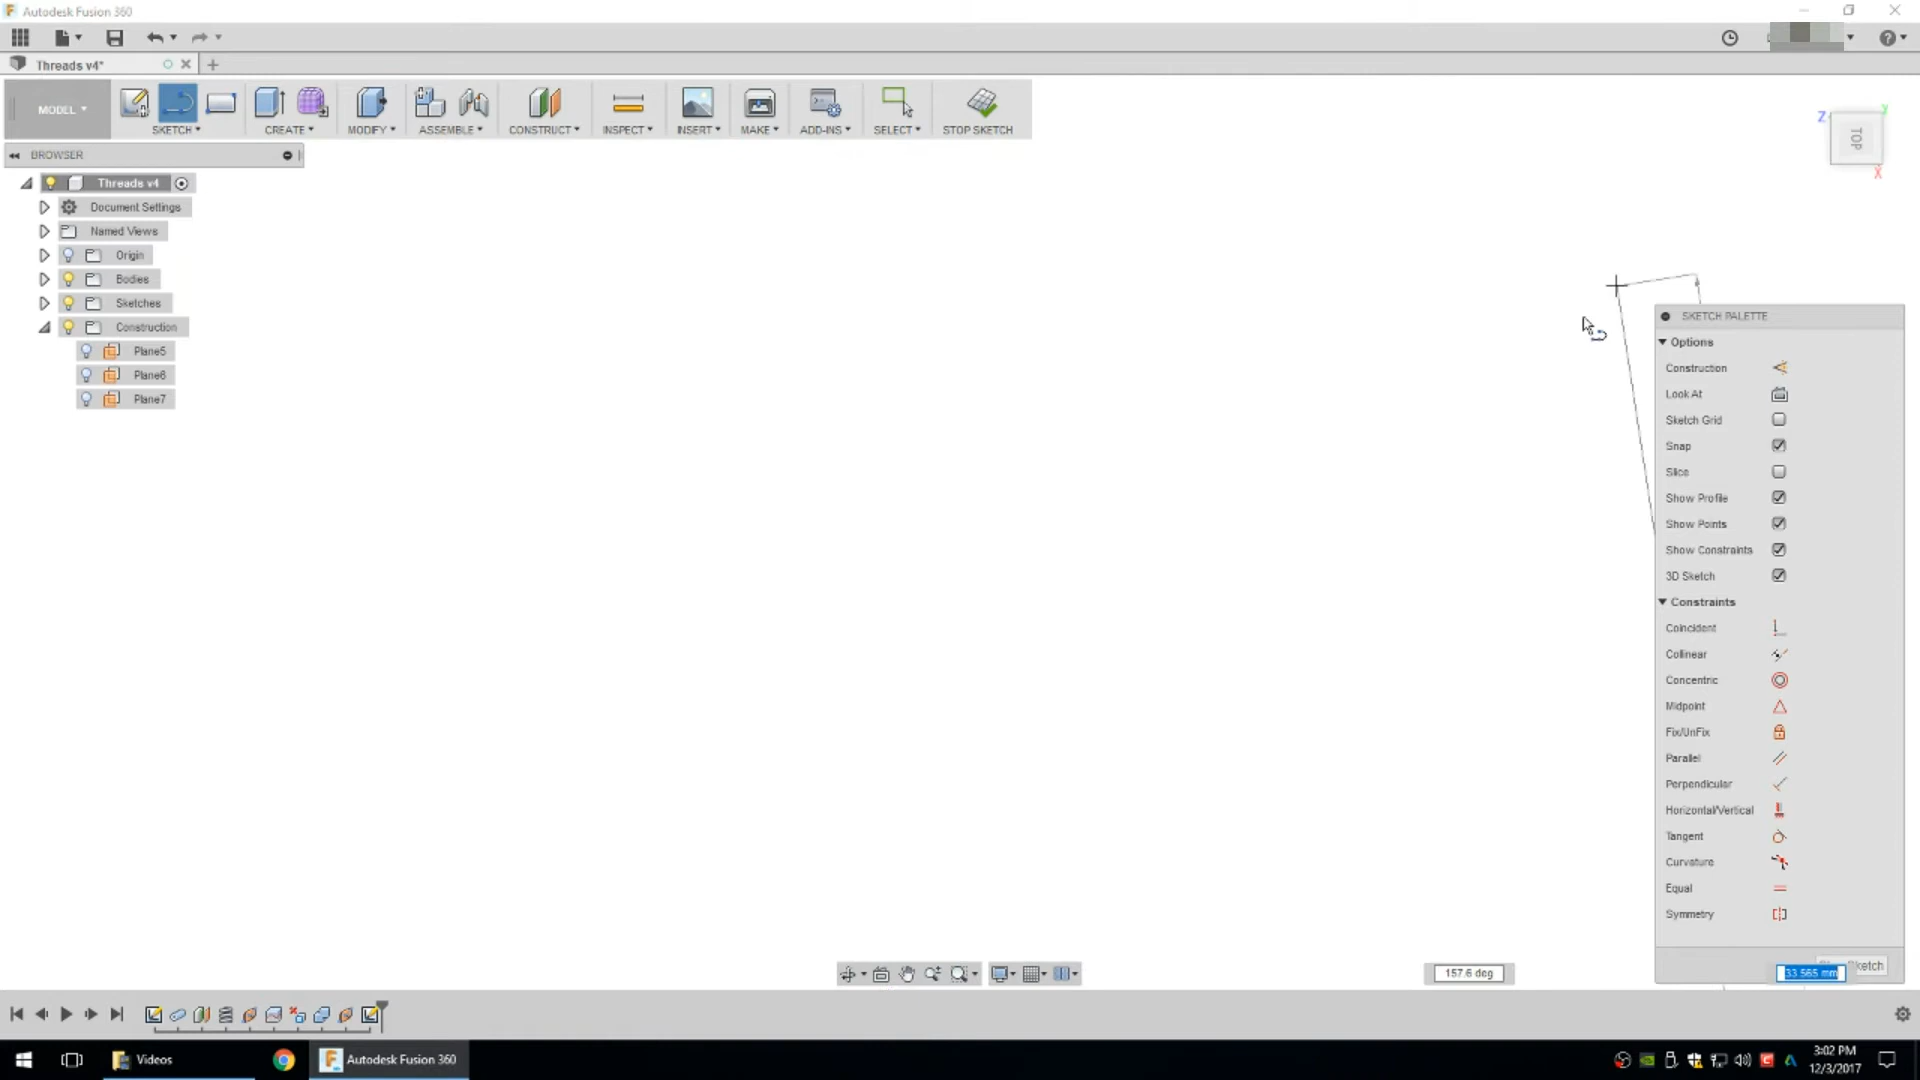 Autodesk Fusion 360
Threads v4*
MODEL
SKETCH
CREATE
MODIFY
ASSEMBLE
CONSTRUCT
INSPECT
INSERT
MAKE
ADD-INS
SELECT
STOP SKETCH
BROWSER
Threads v4
Document Settings
Named Views
Origin
Bodies
Sketches
Construction
Plane5
Plane6
Plane7
Z
Y
TOP
X
SKETCH PALETTE
Options
Construction
Look At
Sketch Grid
Snap
Slice
Show Profile
Show Points
Show Constraints
3D Sketch
Constraints
Coincident
Collinear
Concentric
Midpoint
Fix/UnFix
Parallel
Perpendicular
Horizontal/Vertical
Tangent
Curvature
Equal
Symmetry
157.6 deg
33.565 mm
Sketch
Videos
Autodesk Fusion 360
3:02 PM
12/3/2017